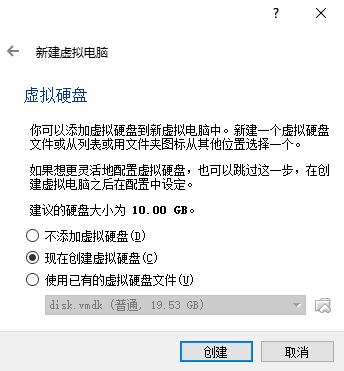 ?
新建虚拟电脑
虚拟硬盘
你可以添加虚拟硬盘到新虚拟电脑中。新建一个虚拟硬盘
文件或从列表或用文件夹图标从其他位置选择一个。
如果想更灵活地配置虚拟硬盘，也可以跳过这一步，在创
建虚拟电脑之后在配置中设定。
建议的硬盘大小为 10.00 GB。
不添加虚拟硬盘(D)
现在创建虚拟硬盘(C)
使用已有的虚拟硬盘文件(U)
disk.vmdk (普通, 19.53 GB)
创建
取消